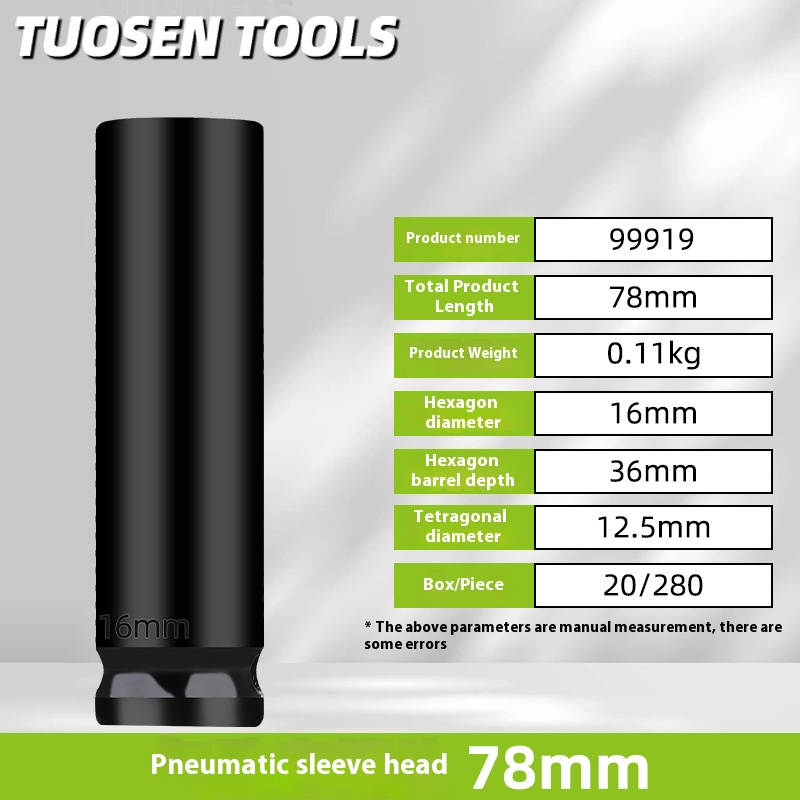 TUOSEN TOOLS
Product number
99919
Total Product
Length
78mm
Product Weight
0.11kg
Hexagon
diameter
16mm
Hexagon
barrel depth
36mm
Tetragonal
diameter
12.5mm
Box/Piece
20/280
16mm
* The above parameters are manual measurement, there are
some errors
Pneumatic sleeve head 78mm